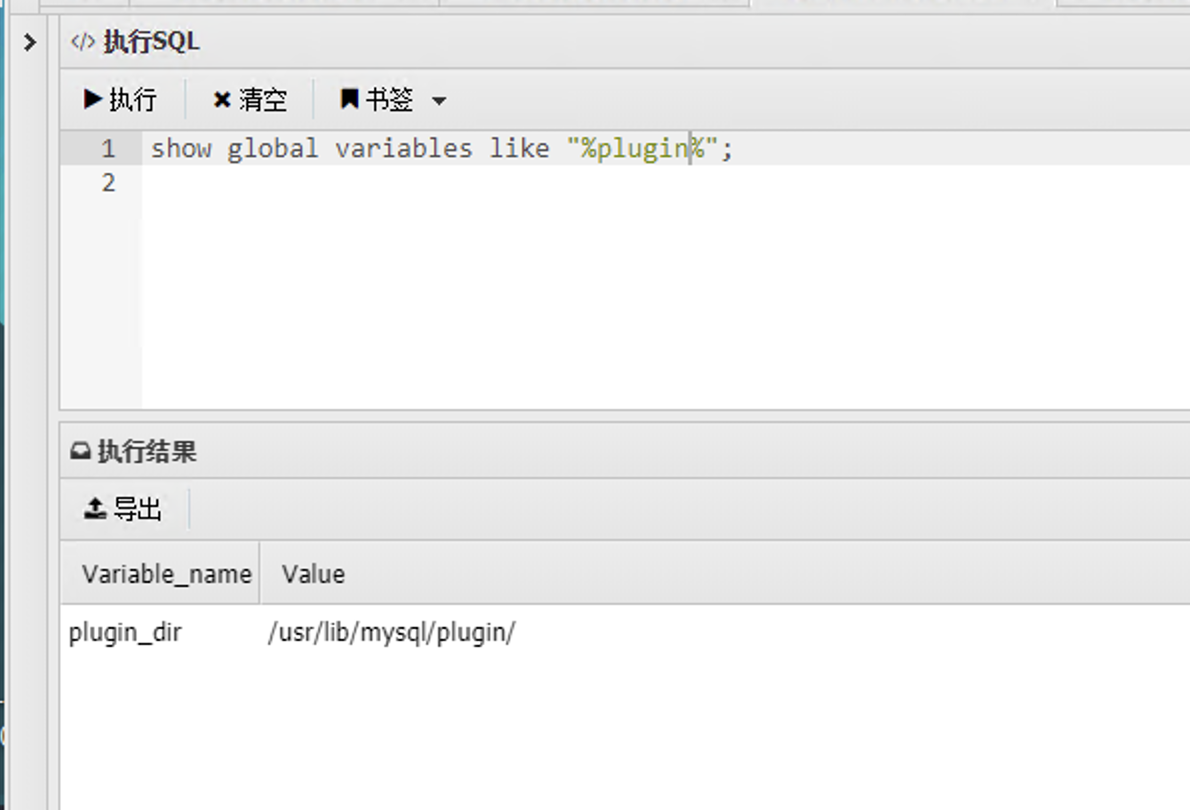 </> 执行SQL
执行 清空 书签
1 show global variables like "%plugin%";
2
执行结果
导出
Variable_name Value
plugin_dir /usr/lib/mysql/plugin/